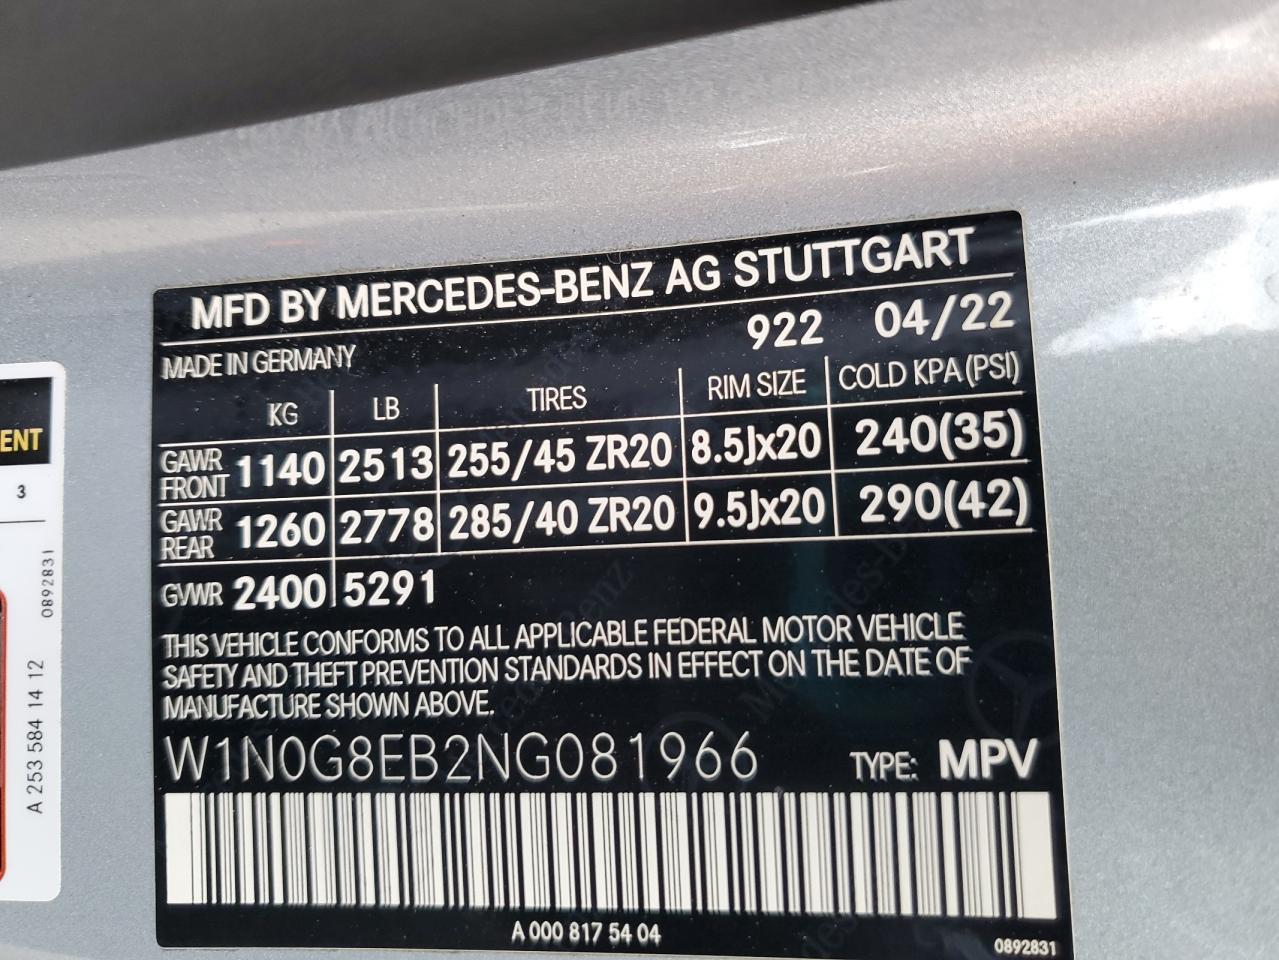 MFD BY MERCEDES-BENZ AG STUTTGART
MADE IN GERMANY 922 04/22
KG LB TIRES RIM SIZE COLD KPA (PSI)
GAWR FRONT 1140 2513 255/45 ZR20 8.5Jx20 240(35)
GAWR REAR 1260 2778 285/40 ZR20 9.5Jx20 290(42)
GVWR 2400 5291
THIS VEHICLE CONFORMS TO ALL APPLICABLE FEDERAL MOTOR VEHICLE
SAFETY AND THEFT PREVENTION STANDARDS IN EFFECT ON THE DATE OF
MANUFACTURE SHOWN ABOVE.
W1N0G8EB2NG081966 TYPE: MPV
A 000 817 54 04
0892831
ENT
3
0892831
A 253 584 14 12